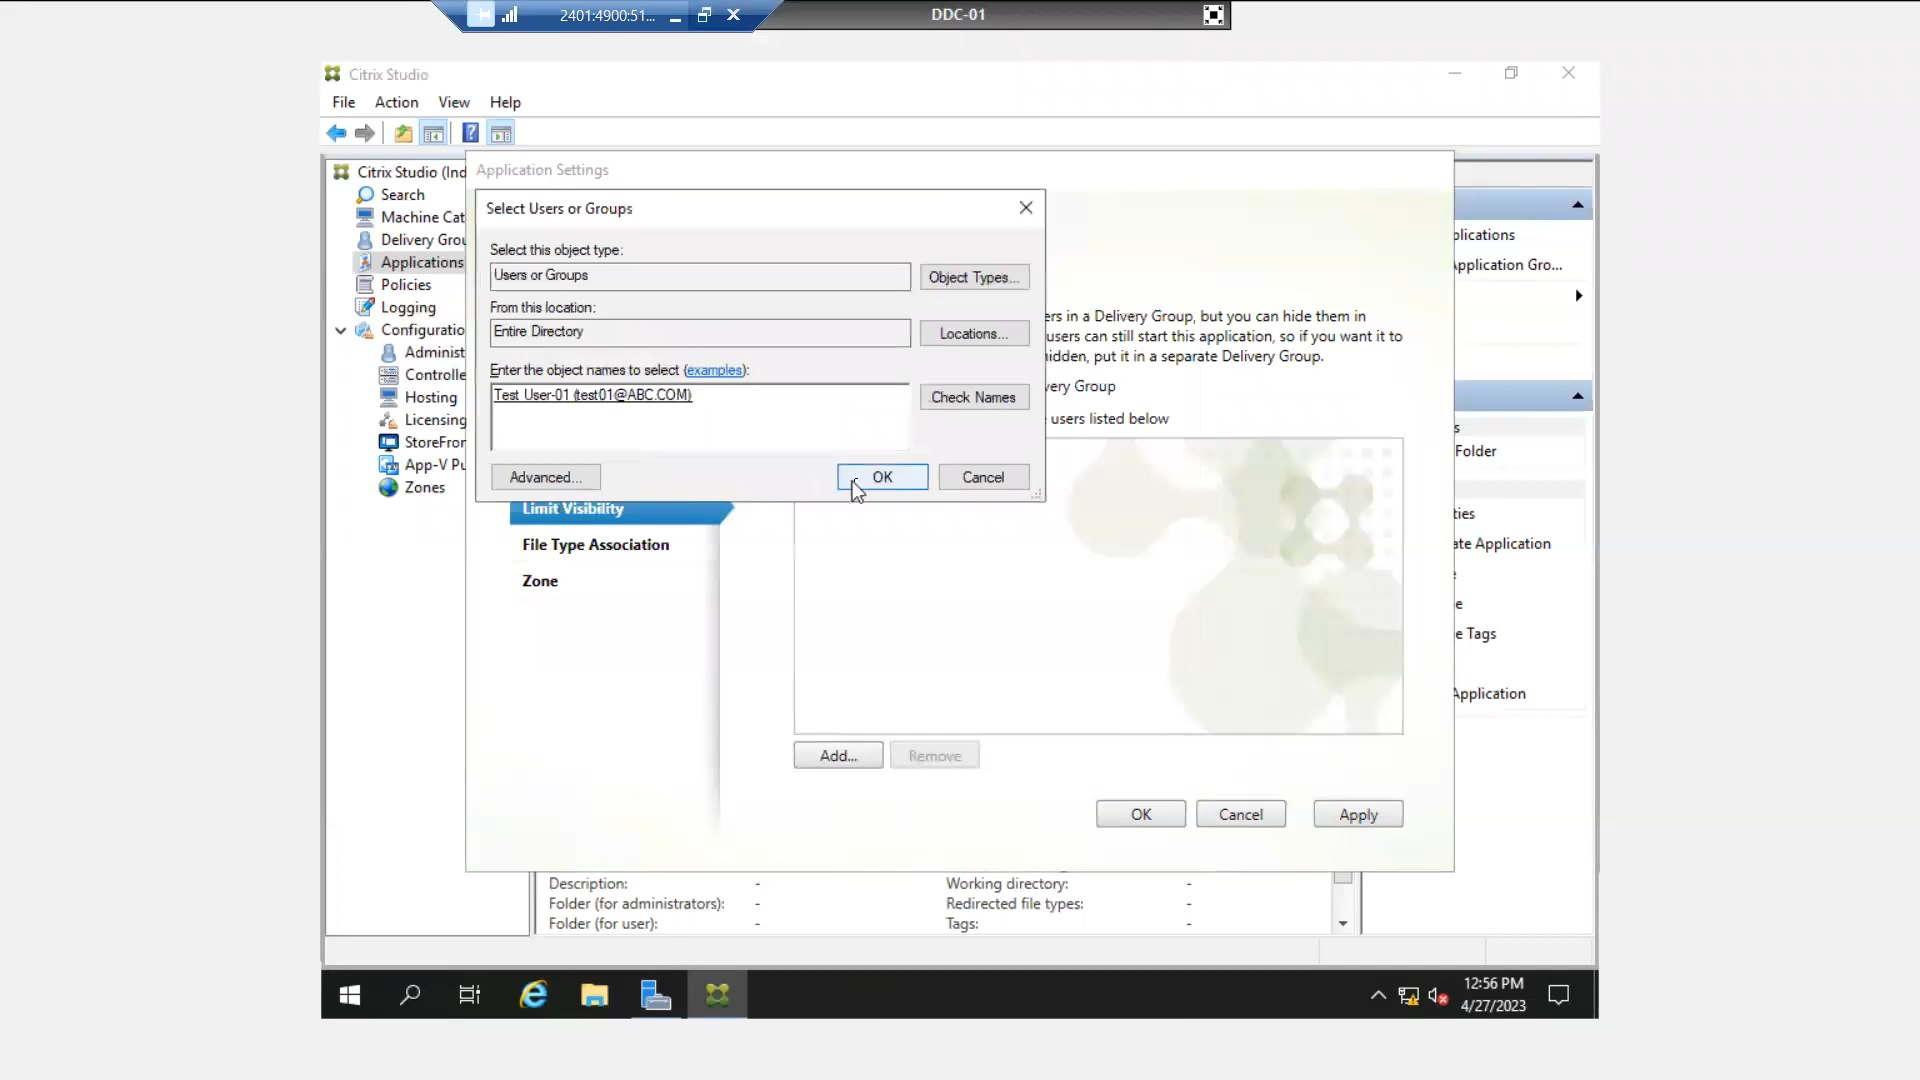 2401:4900:51...
DDC-01
Citrix Studio
File Action View Help
Citrix Studio (Ind
Search
Machine Cat
Delivery Grou
Applications
Policies
Logging
Configuratio
Administ
Controlle
Hosting
Licensing
StoreFron
App-V Pu
Zones
Application Settings
Select Users or Groups
Select this object type:
Users or Groups
Object Types...
From this location:
Entire Directory
Locations...
Enter the object names to select (examples):
Test User-01 (test01@ABC.COM)
Check Names
Advanced...
OK
Cancel
Limit Visibility
File Type Association
Zone
ers in a Delivery Group, but you can hide them in
users can still start this application, so if you want it to
hidden, put it in a separate Delivery Group.
very Group
users listed below
Add...
Remove
OK
Cancel
Apply
plications
Application Gro...
s
Folder
ties
ate Application
e
e
e Tags
Application
Description: -
Working directory: -
Folder (for administrators): -
Redirected file types: -
Folder (for user): -
Tags: -
12:56 PM
4/27/2023